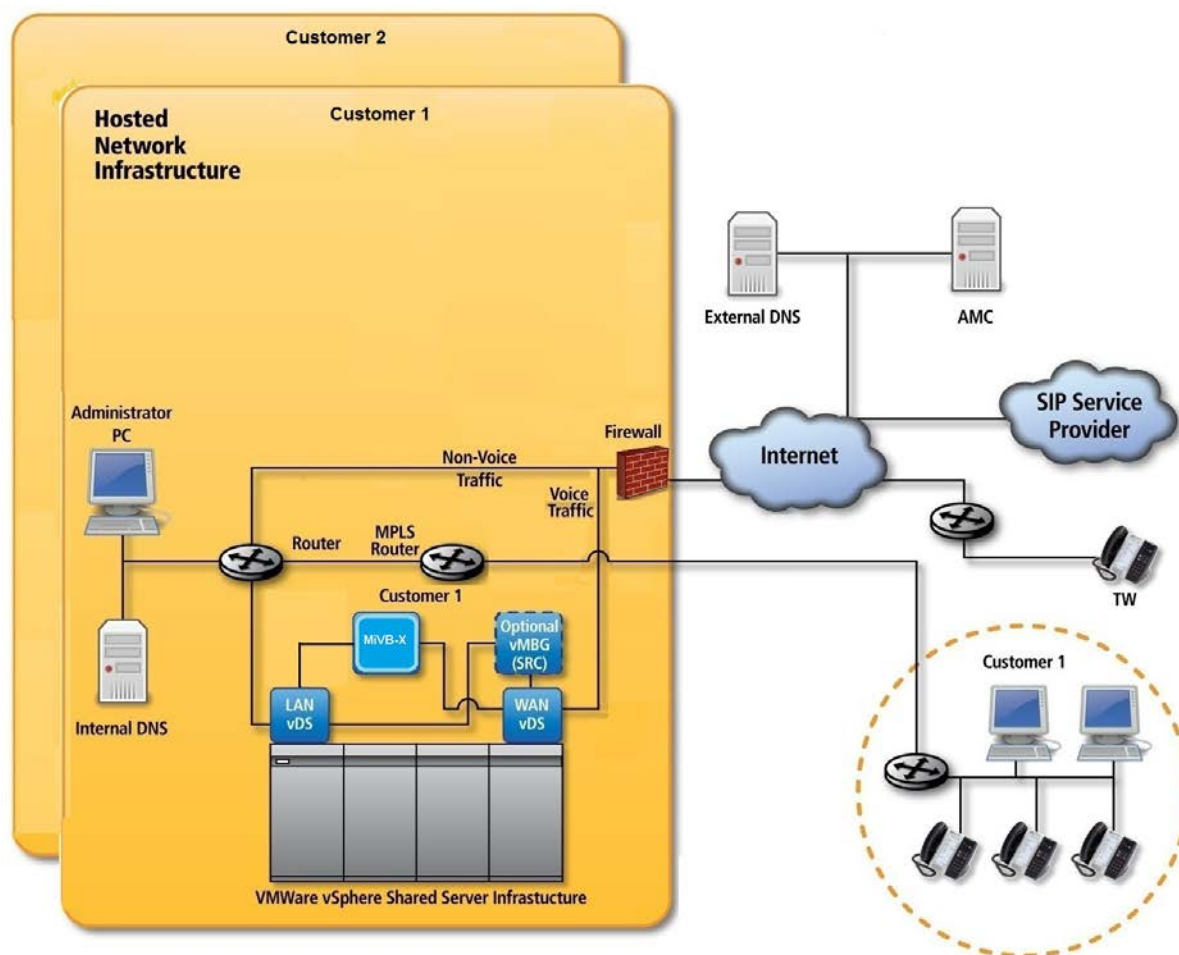 Customer 2
Customer 1
Hosted
Network
Infrastructure
External DNS
AMC
SIP Service
Provider
Internet
Administrator
PC
Firewall
Non-Voice
Traffic
Voice
Traffic
Router
MPLS
Router
TW
Customer 1
MiVB-X
Optional
vMBG
(SRC)
Customer 1
LAN
vDS
WAN
vDS
Internal DNS
VMWare vSphere Shared Server Infrastucture